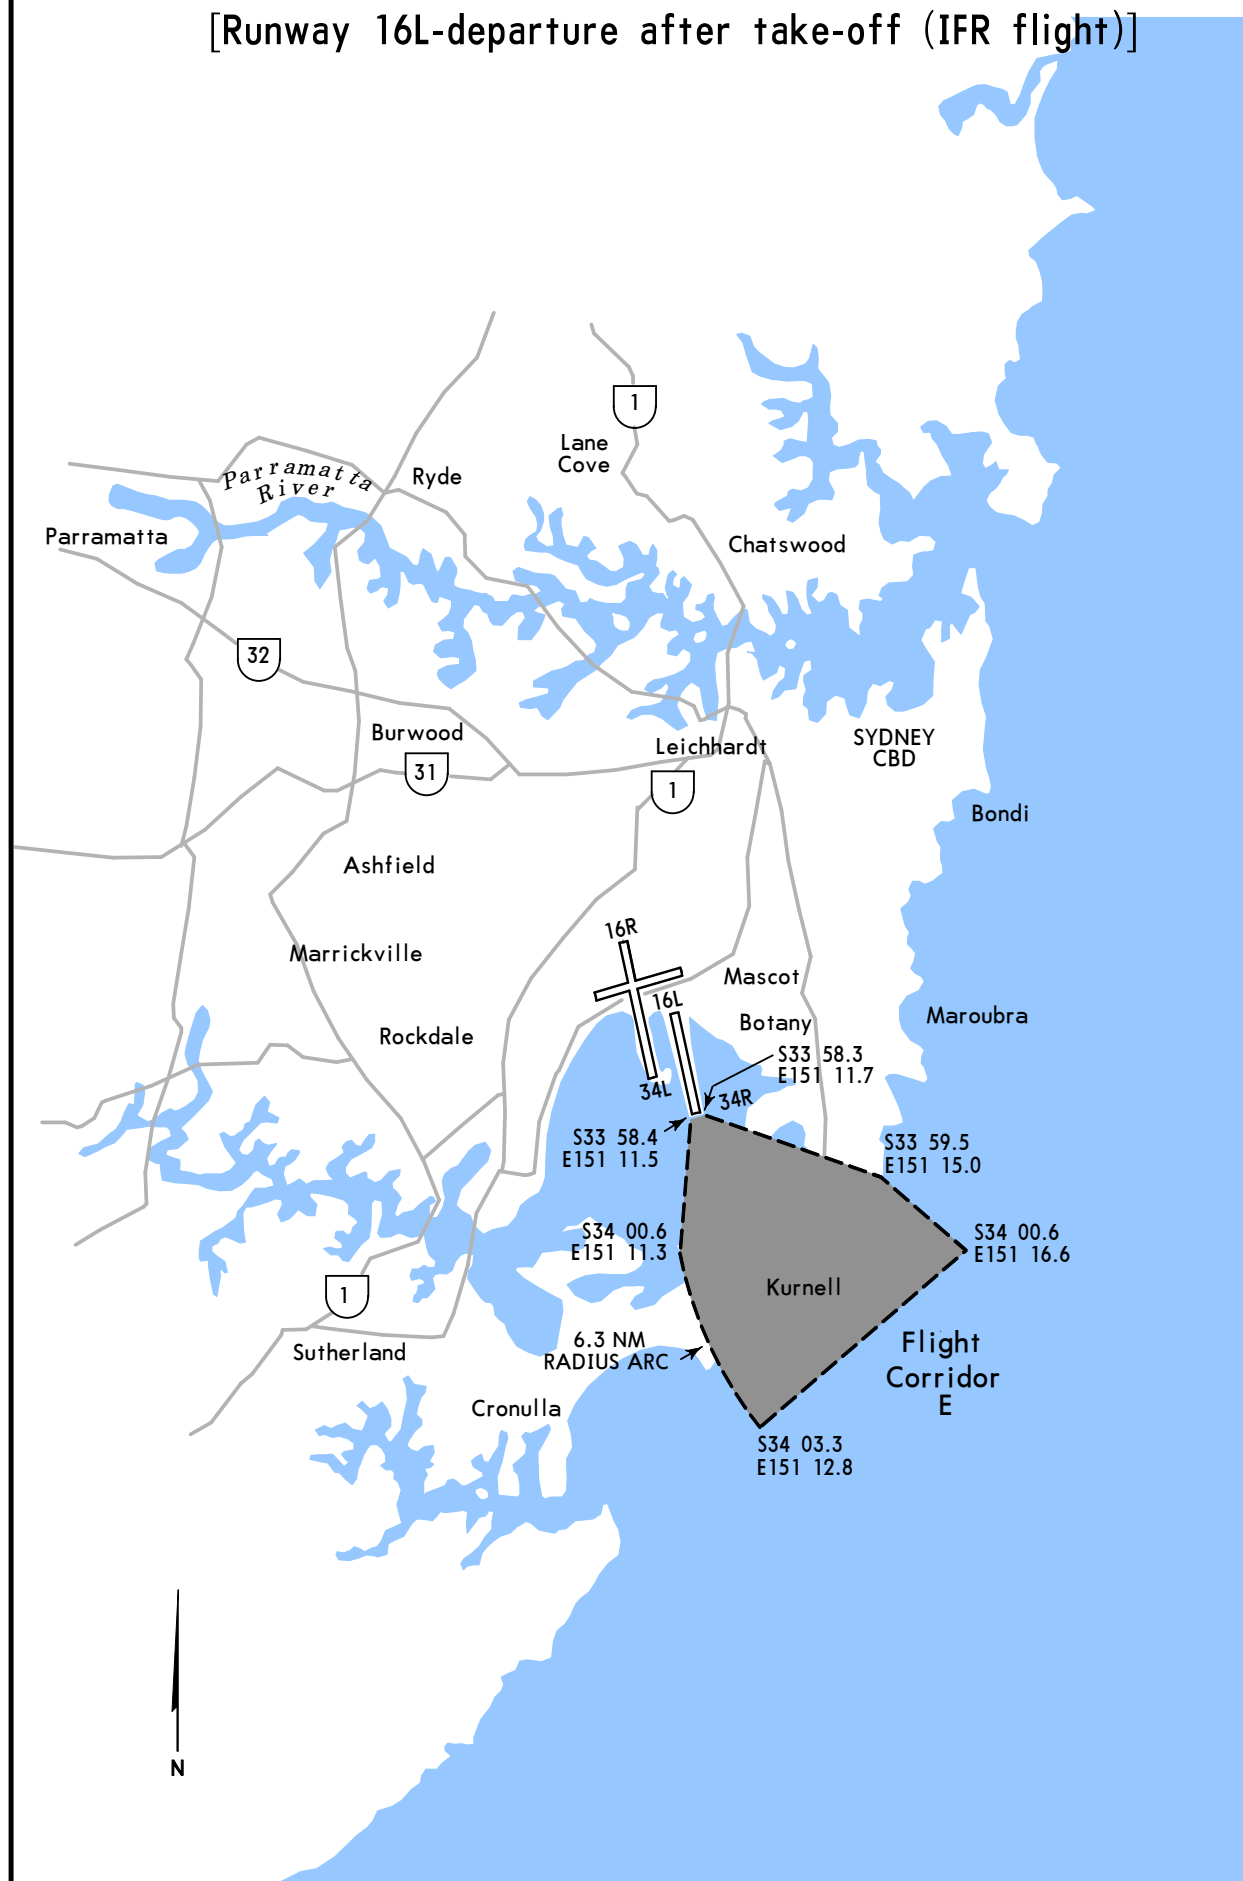 [Runway 16L-departure after take-off (IFR flight)]
1
Lane
Cove
Parramatta
River
Ryde
Parramatta
Chatswood
32
Burwood
SYDNEY
CBD
Leichhardt
31
1
Bondi
Ashfield
16R
Marrickville
Mascot
16L
Maroubra
Botany
Rockdale
S33 58.3
E151 11.7
34L
34R
S33 58.4
E151 11.5
S33 59.5
E151 15.0
S34 00.6
E151 11.3
S34 00.6
E151 16.6
Kurnell
1
6.3 NM
RADIUS ARC
Flight
Corridor
E
Sutherland
Cronulla
S34 03.3
E151 12.8
N